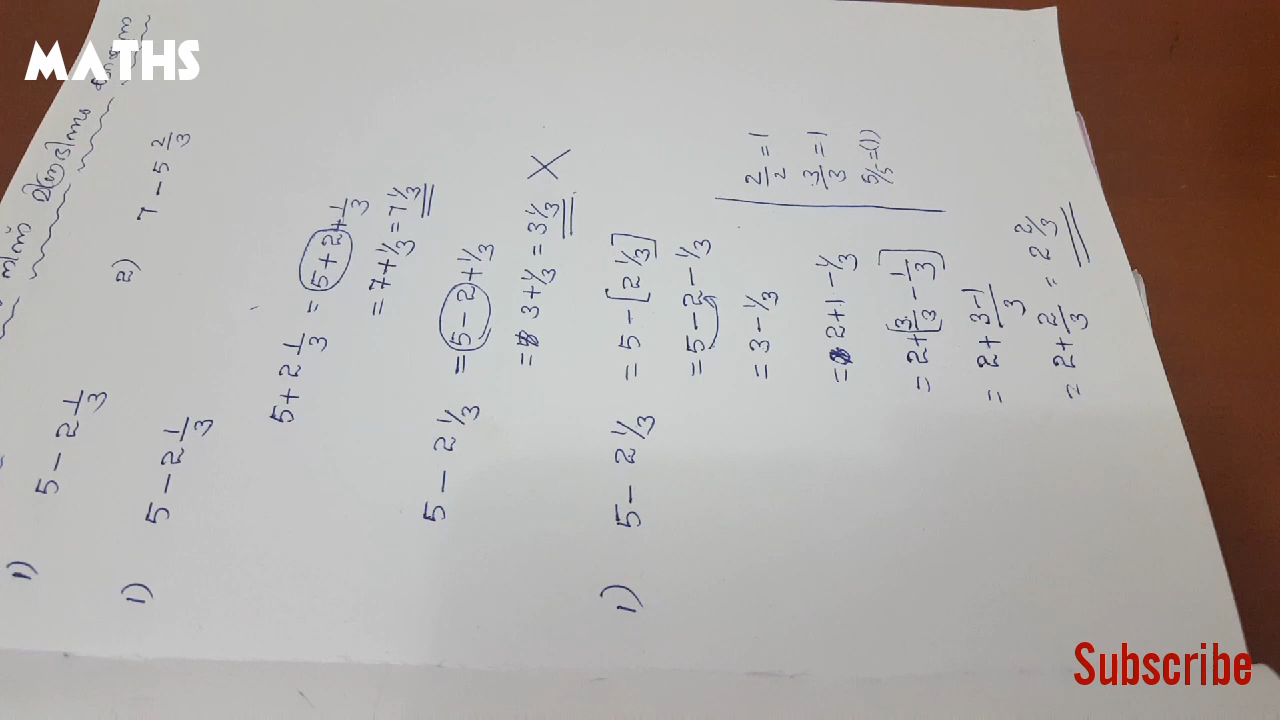 MATHS
നിന്ന് മിശ്രഭിന്നം
1) 5 - 2 1/3
2) 7 - 5 2/3
1) 5 - 2 1/3
5 + 2 1/3 = 5 + 2 + 1/3
= 7 + 1/3 = 7 1/3
5 - 2 1/3 = 5 - 2 + 1/3
= 3 + 1/3 = 3 1/3 X
1) 5 - 2 1/3 = 5 - [2 1/3]
= 5 - 2 - 1/3
= 3 - 1/3
= 2 + 1 - 1/3
= 2 + [3/3 - 1/3]
= 2 + 3-1/3
= 2 + 2/3 = 2 2/3
2/2 = 1
3/3 = 1
5/5 = (1)
Subscribe